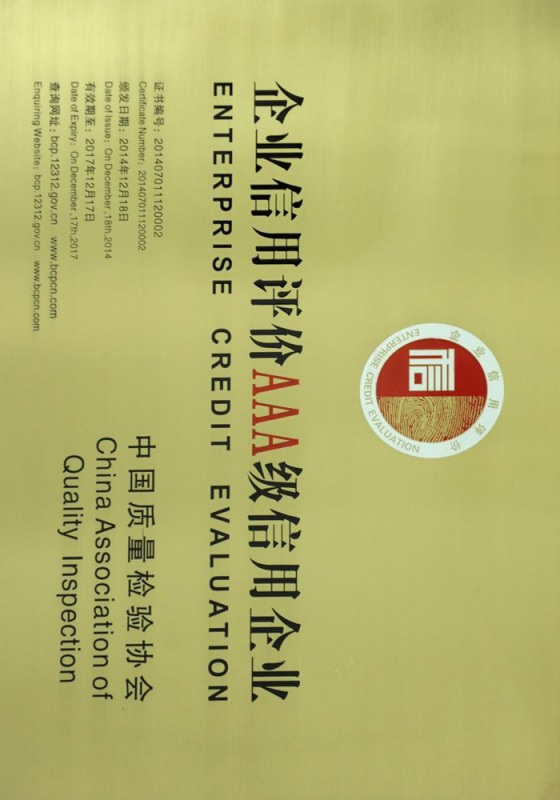 企业信用评价
ENTERPRISE CREDIT EVALUATION
信
企业信用评价AAA级信用企业
ENTERPRISE CREDIT EVALUATION
证书编号：201407011120002
Certificate Number：201407011120002
颁发日期：2014年12月18日
Date of Issue：On December ,18th,2014
有效期至：2017年12月17日
Date of Expiry：On December ,17th,2017
查询网址：bcp.12312.gov.cn www.bcpcn.com
Enquiring Website：bcp.12312.gov.cn www.bcpcn.com
中国质量检验协会
China Association of
Quality Inspection